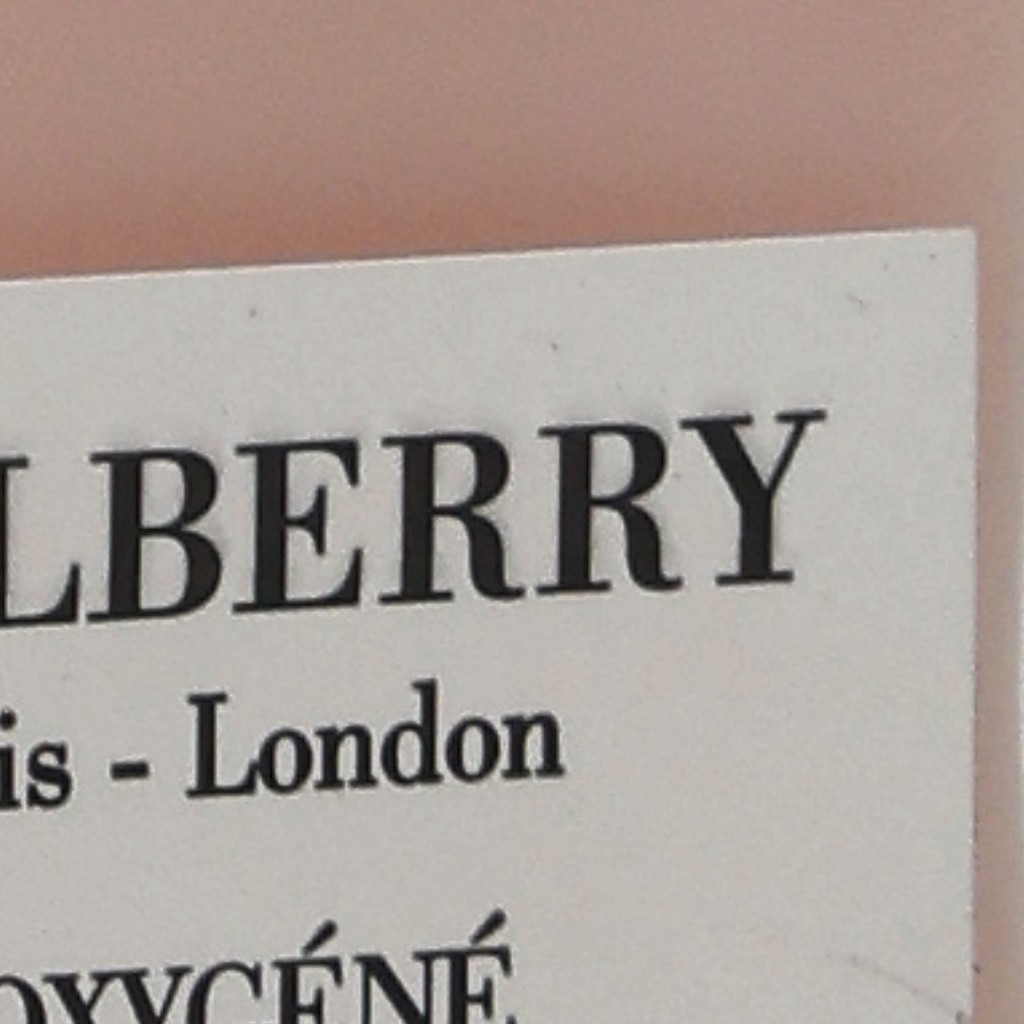 LBERRY
is - London
OXYGÉNÉ